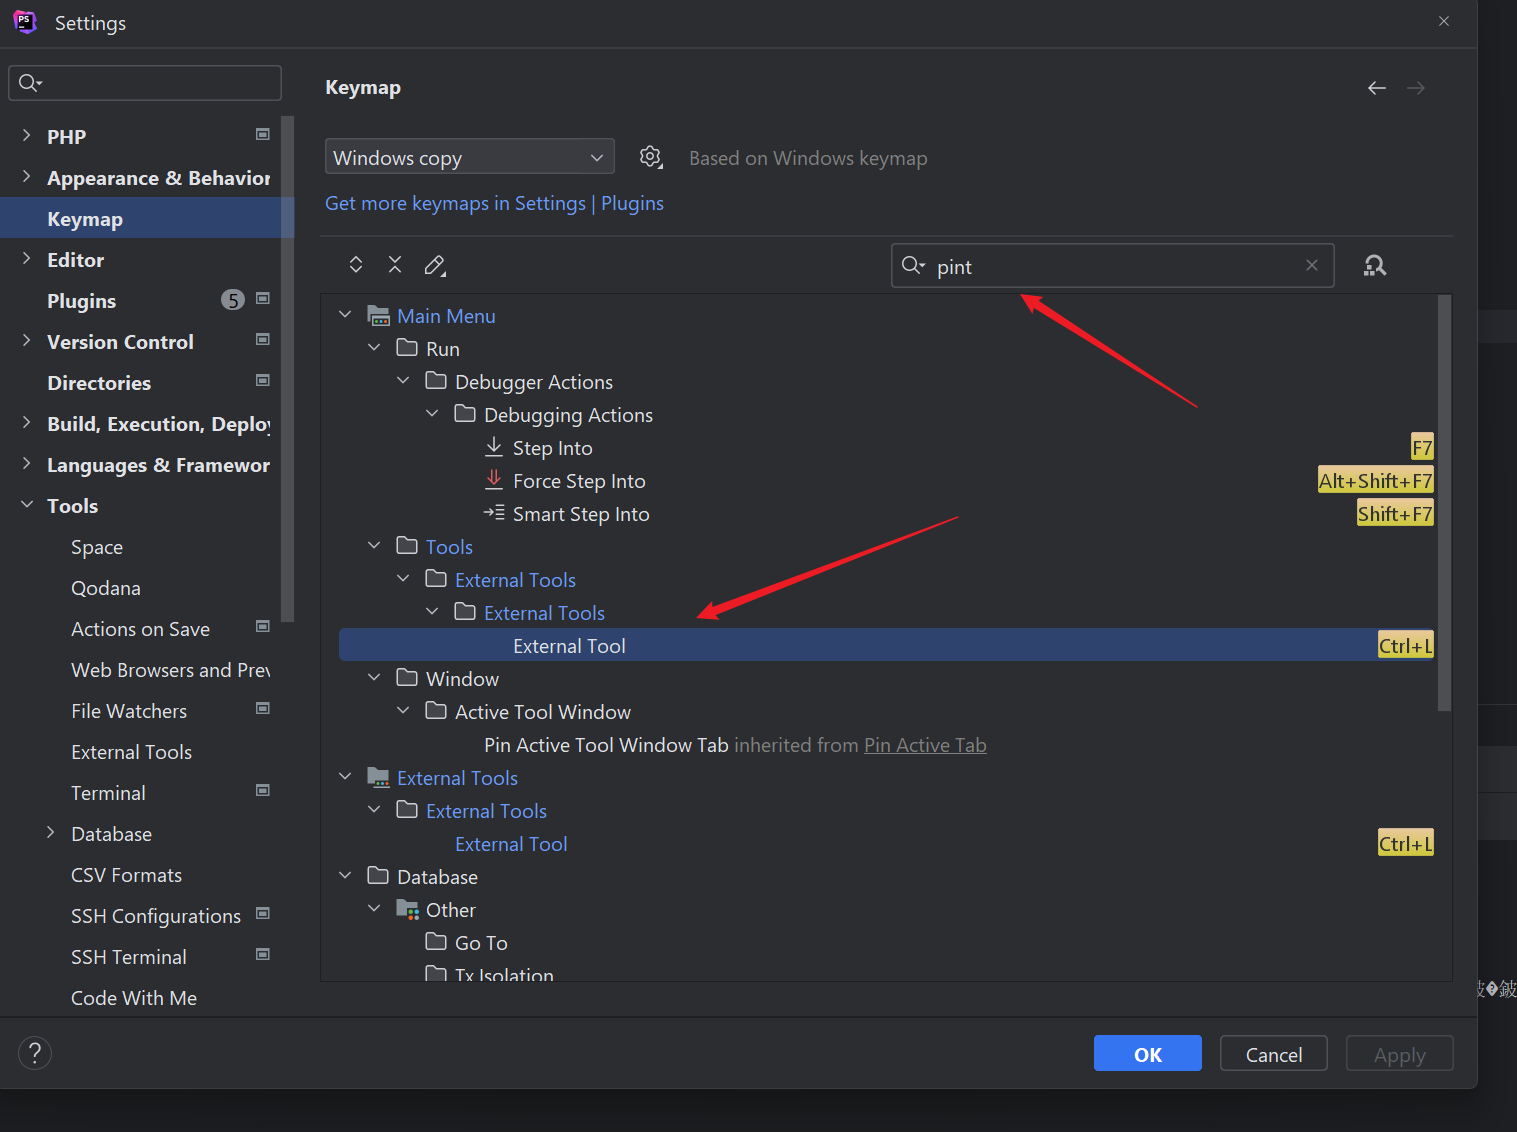 PS Settings
Keymap
PHP
Appearance & Behavior
Keymap
Editor
Plugins 5
Version Control
Directories
Build, Execution, Deploy
Languages & Framewor
Tools
Space
Qodana
Actions on Save
Web Browsers and Prev
File Watchers
External Tools
Terminal
Database
CSV Formats
SSH Configurations
SSH Terminal
Code With Me
Windows copy Based on Windows keymap
Get more keymaps in Settings | Plugins
pint
Main Menu
Run
Debugger Actions
Debugging Actions
Step Into F7
Force Step Into Alt+Shift+F7
Smart Step Into Shift+F7
Tools
External Tools
External Tools
External Tool Ctrl+L
Window
Active Tool Window
Pin Active Tool Window Tab inherited from Pin Active Tab
External Tools
External Tools
External Tool Ctrl+L
Database
Other
Go To
Tx Isolation
? OK Cancel Apply